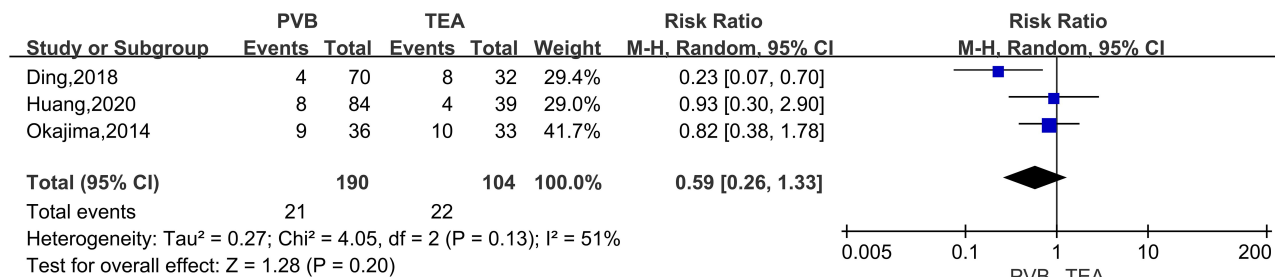 PVB TEA Risk Ratio Risk Ratio
Study or Subgroup Events Total Events Total Weight M-H, Random, 95% CI M-H, Random, 95% CI
Ding,2018 4 70 8 32 29.4% 0.23 [0.07, 0.70]
Huang,2020 8 84 4 39 29.0% 0.93 [0.30, 2.90]
Okajima,2014 9 36 10 33 41.7% 0.82 [0.38, 1.78]
Total (95% CI) 190 104 100.0% 0.59 [0.26, 1.33]
Total events 21 22
Heterogeneity: Tau² = 0.27; Chi² = 4.05, df = 2 (P = 0.13); I² = 51%
Test for overall effect: Z = 1.28 (P = 0.20)
0.005 0.1 1 10 200
PVB TEA